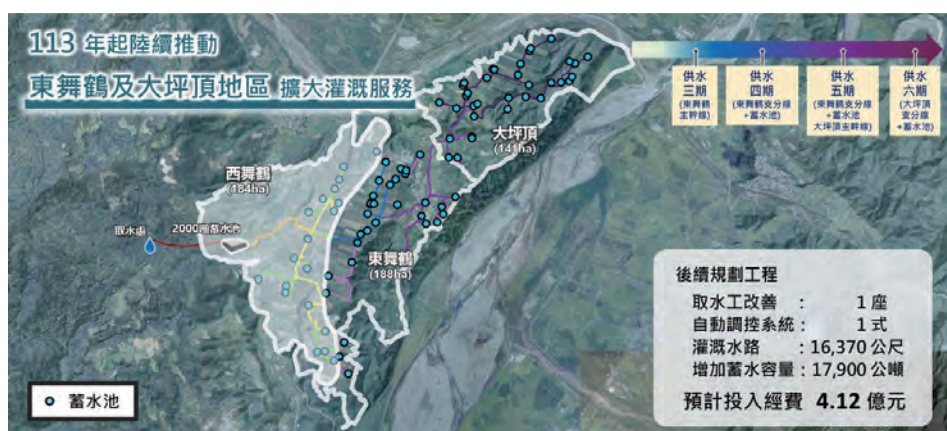 113 年起陸續推動
東舞鶴及大坪頂地區 擴大灌溉服務
供水
三期
(東舞鶴
主幹線)
供水
四期
(東舞鶴支分線
+蓄水池)
供水
五期
(東舞鶴支分線
+蓄水池
大坪頂主幹線)
供水
六期
(大坪頂
支分線
+蓄水池)
大坪頂
(141ha)
西舞鶴
(184ha)
取水處
2000噸蓄水池
東舞鶴
(188ha)
後續規劃工程
取水工改善 : 1 座
自動調控系統 : 1 式
灌溉水路 : 16,370 公尺
增加蓄水容量 : 17,900 公噸
預計投入經費 4.12 億元
蓄水池